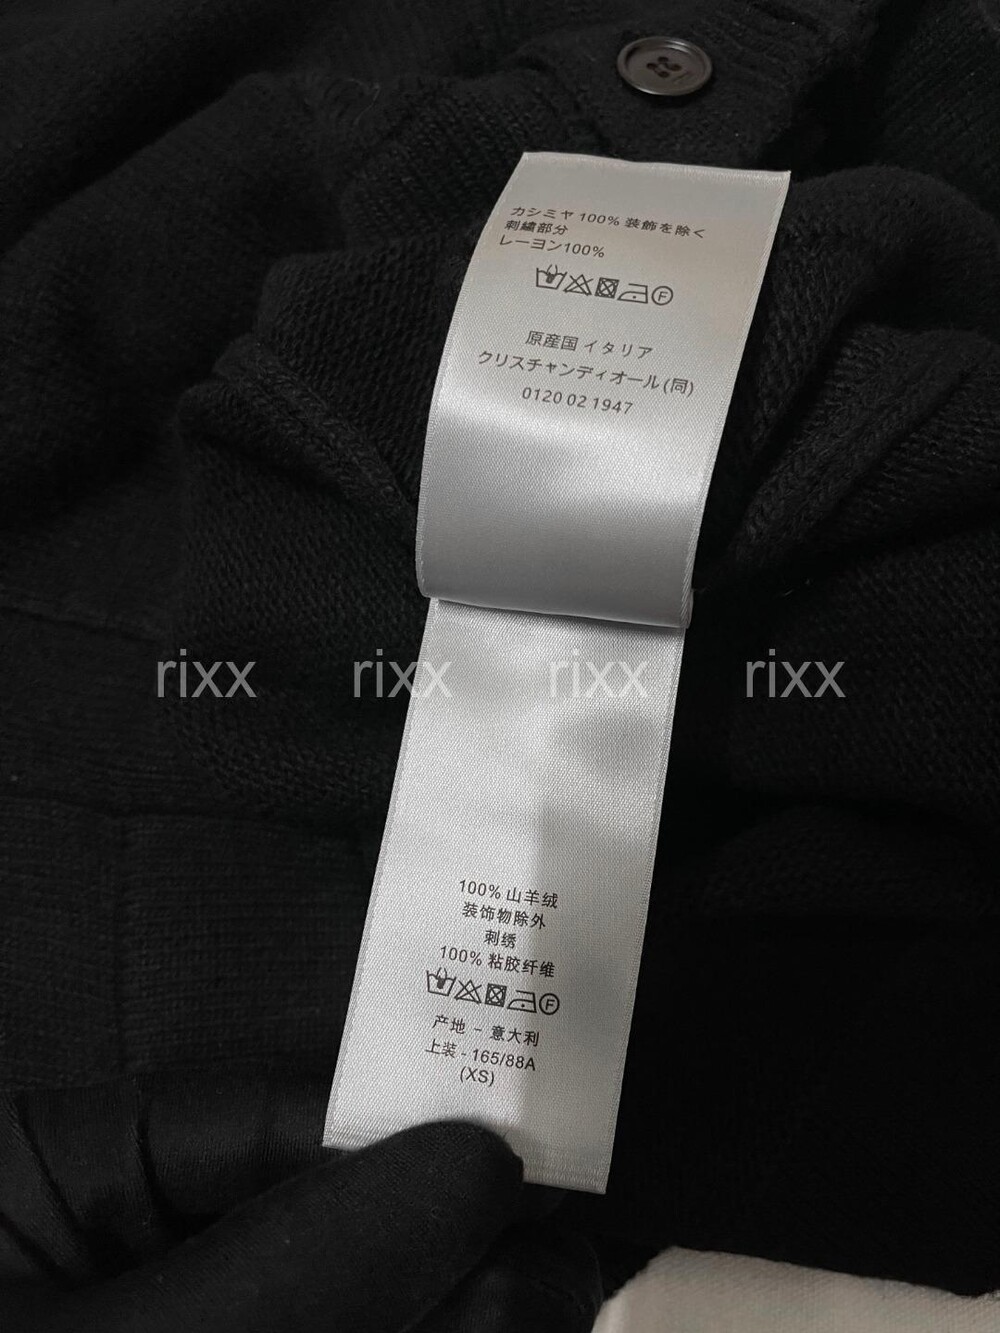 カシミヤ 100% 装飾を除く
刺繍部分
レーヨン100%
F
原産国 イタリア
クリスチャンディオール(同)
0120 02 1947
rixx rixx rixx rixx
100% 山羊绒
装饰物除外
刺绣
100% 粘胶纤维
F
产地 - 意大利
上装 - 165/88A
(XS)